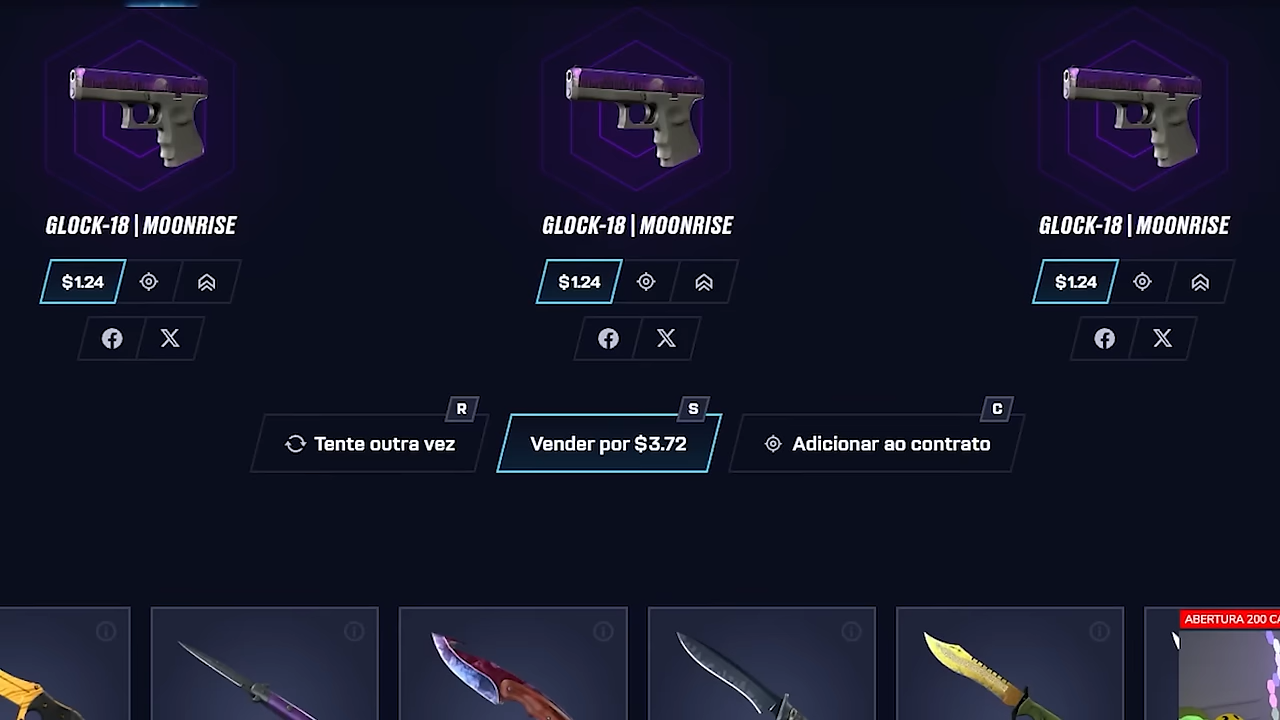 GLOCK-18 | MOONRISE
GLOCK-18 | MOONRISE
GLOCK-18 | MOONRISE
$1.24
$1.24
$1.24
R
S
C
Tente outra vez
Vender por $3.72
Adicionar ao contrato
ABERTURA 200